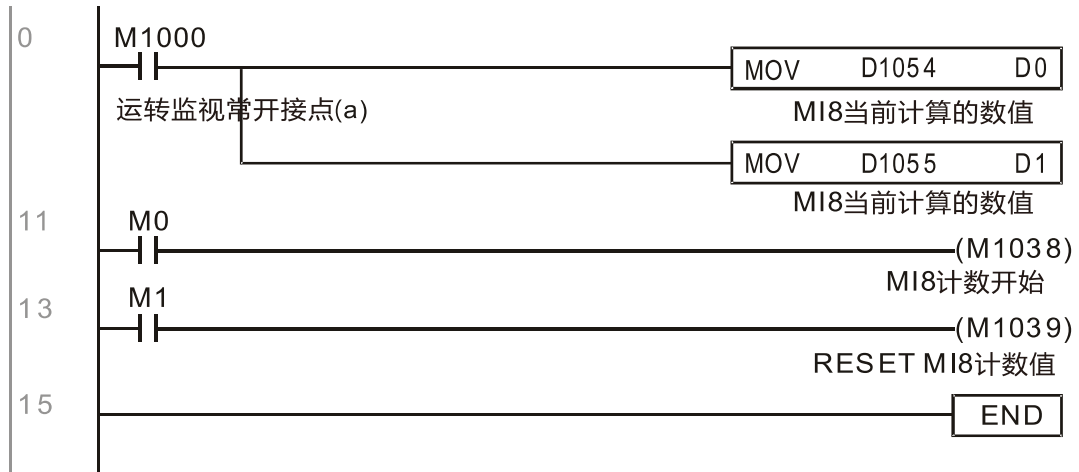 0
M1000
MOV D1054 D0
运转监视常开接点(a)
MI8当前计算的数值
MOV D1055 D1
MI8当前计算的数值
11
M0
(M1038)
MI8计数开始
13
M1
(M1039)
RESET MI8计数值
15
END